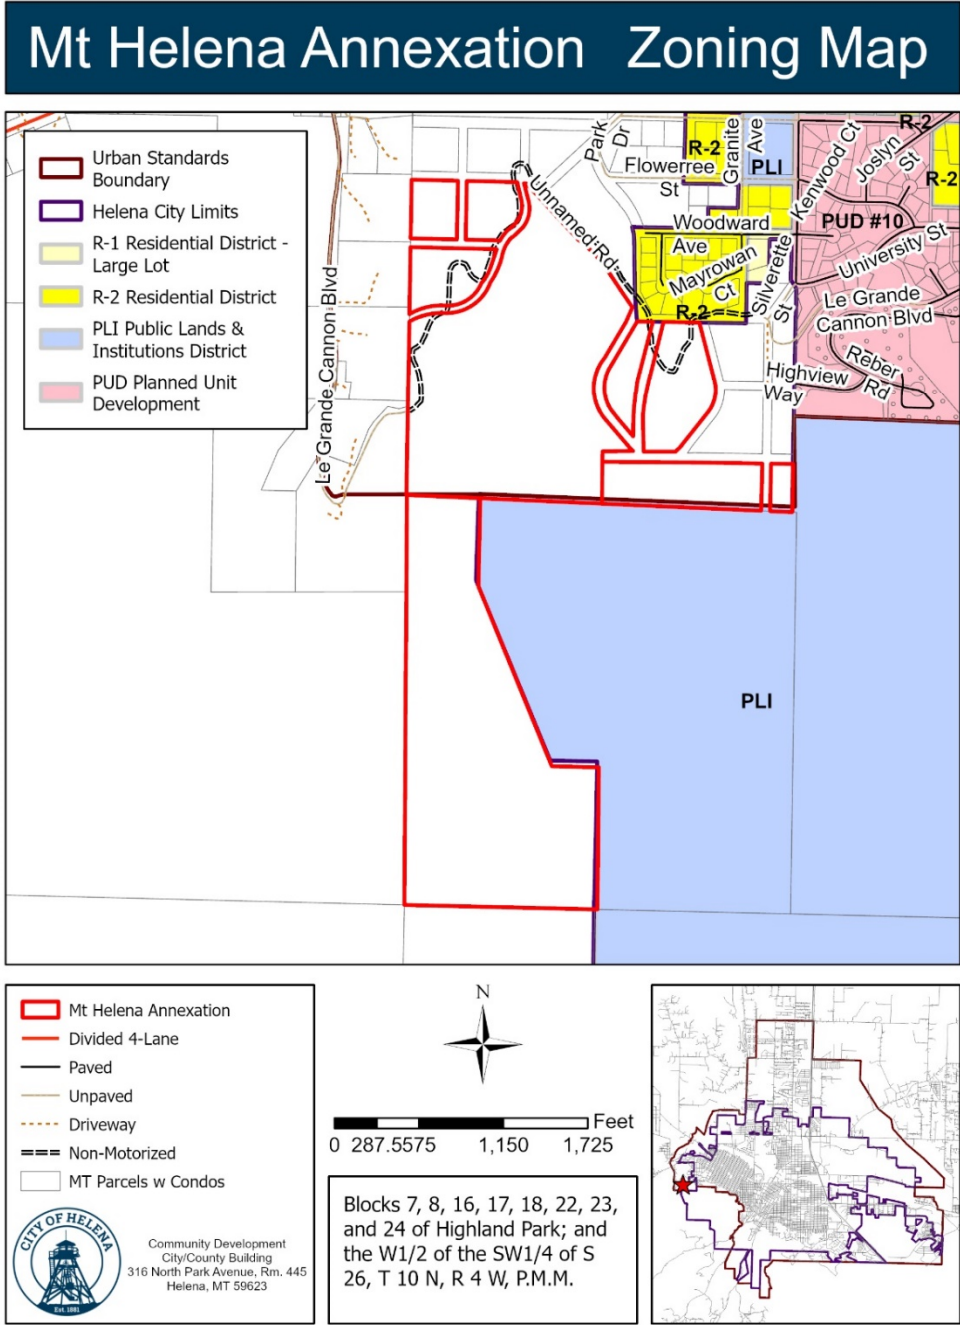 Mt Helena Annexation   Zoning Map
Urban Standards
Boundary
Helena City Limits
R-1 Residential District -
Large Lot
R-2 Residential District
PLI Public Lands &
Institutions District
PUD Planned Unit
Development
Park
Dr
Flowerree
St
R-2
Granite
Ave
PLI
Kenwood Ct
Joslyn
St
R-2
R-2
Unnamed Rd
Woodward
Ave
PUD #10
Mayrowan
Ct
Silverette
St
University St
R-2
Le Grande
Cannon Blvd
Reber
Rd
Highview
Way
Le Grande Cannon Blvd
PLI
Mt Helena Annexation
Divided 4-Lane
Paved
Unpaved
Driveway
Non-Motorized
MT Parcels w Condos
CITY OF HELENA
Est. 1881
Community Development
City/County Building
316 North Park Avenue, Rm. 445
Helena, MT 59623
N
Feet
0 287.5575 1,150 1,725
Blocks 7, 8, 16, 17, 18, 22, 23,
and 24 of Highland Park; and
the W1/2 of the SW1/4 of S
26, T 10 N, R 4 W, P.M.M.